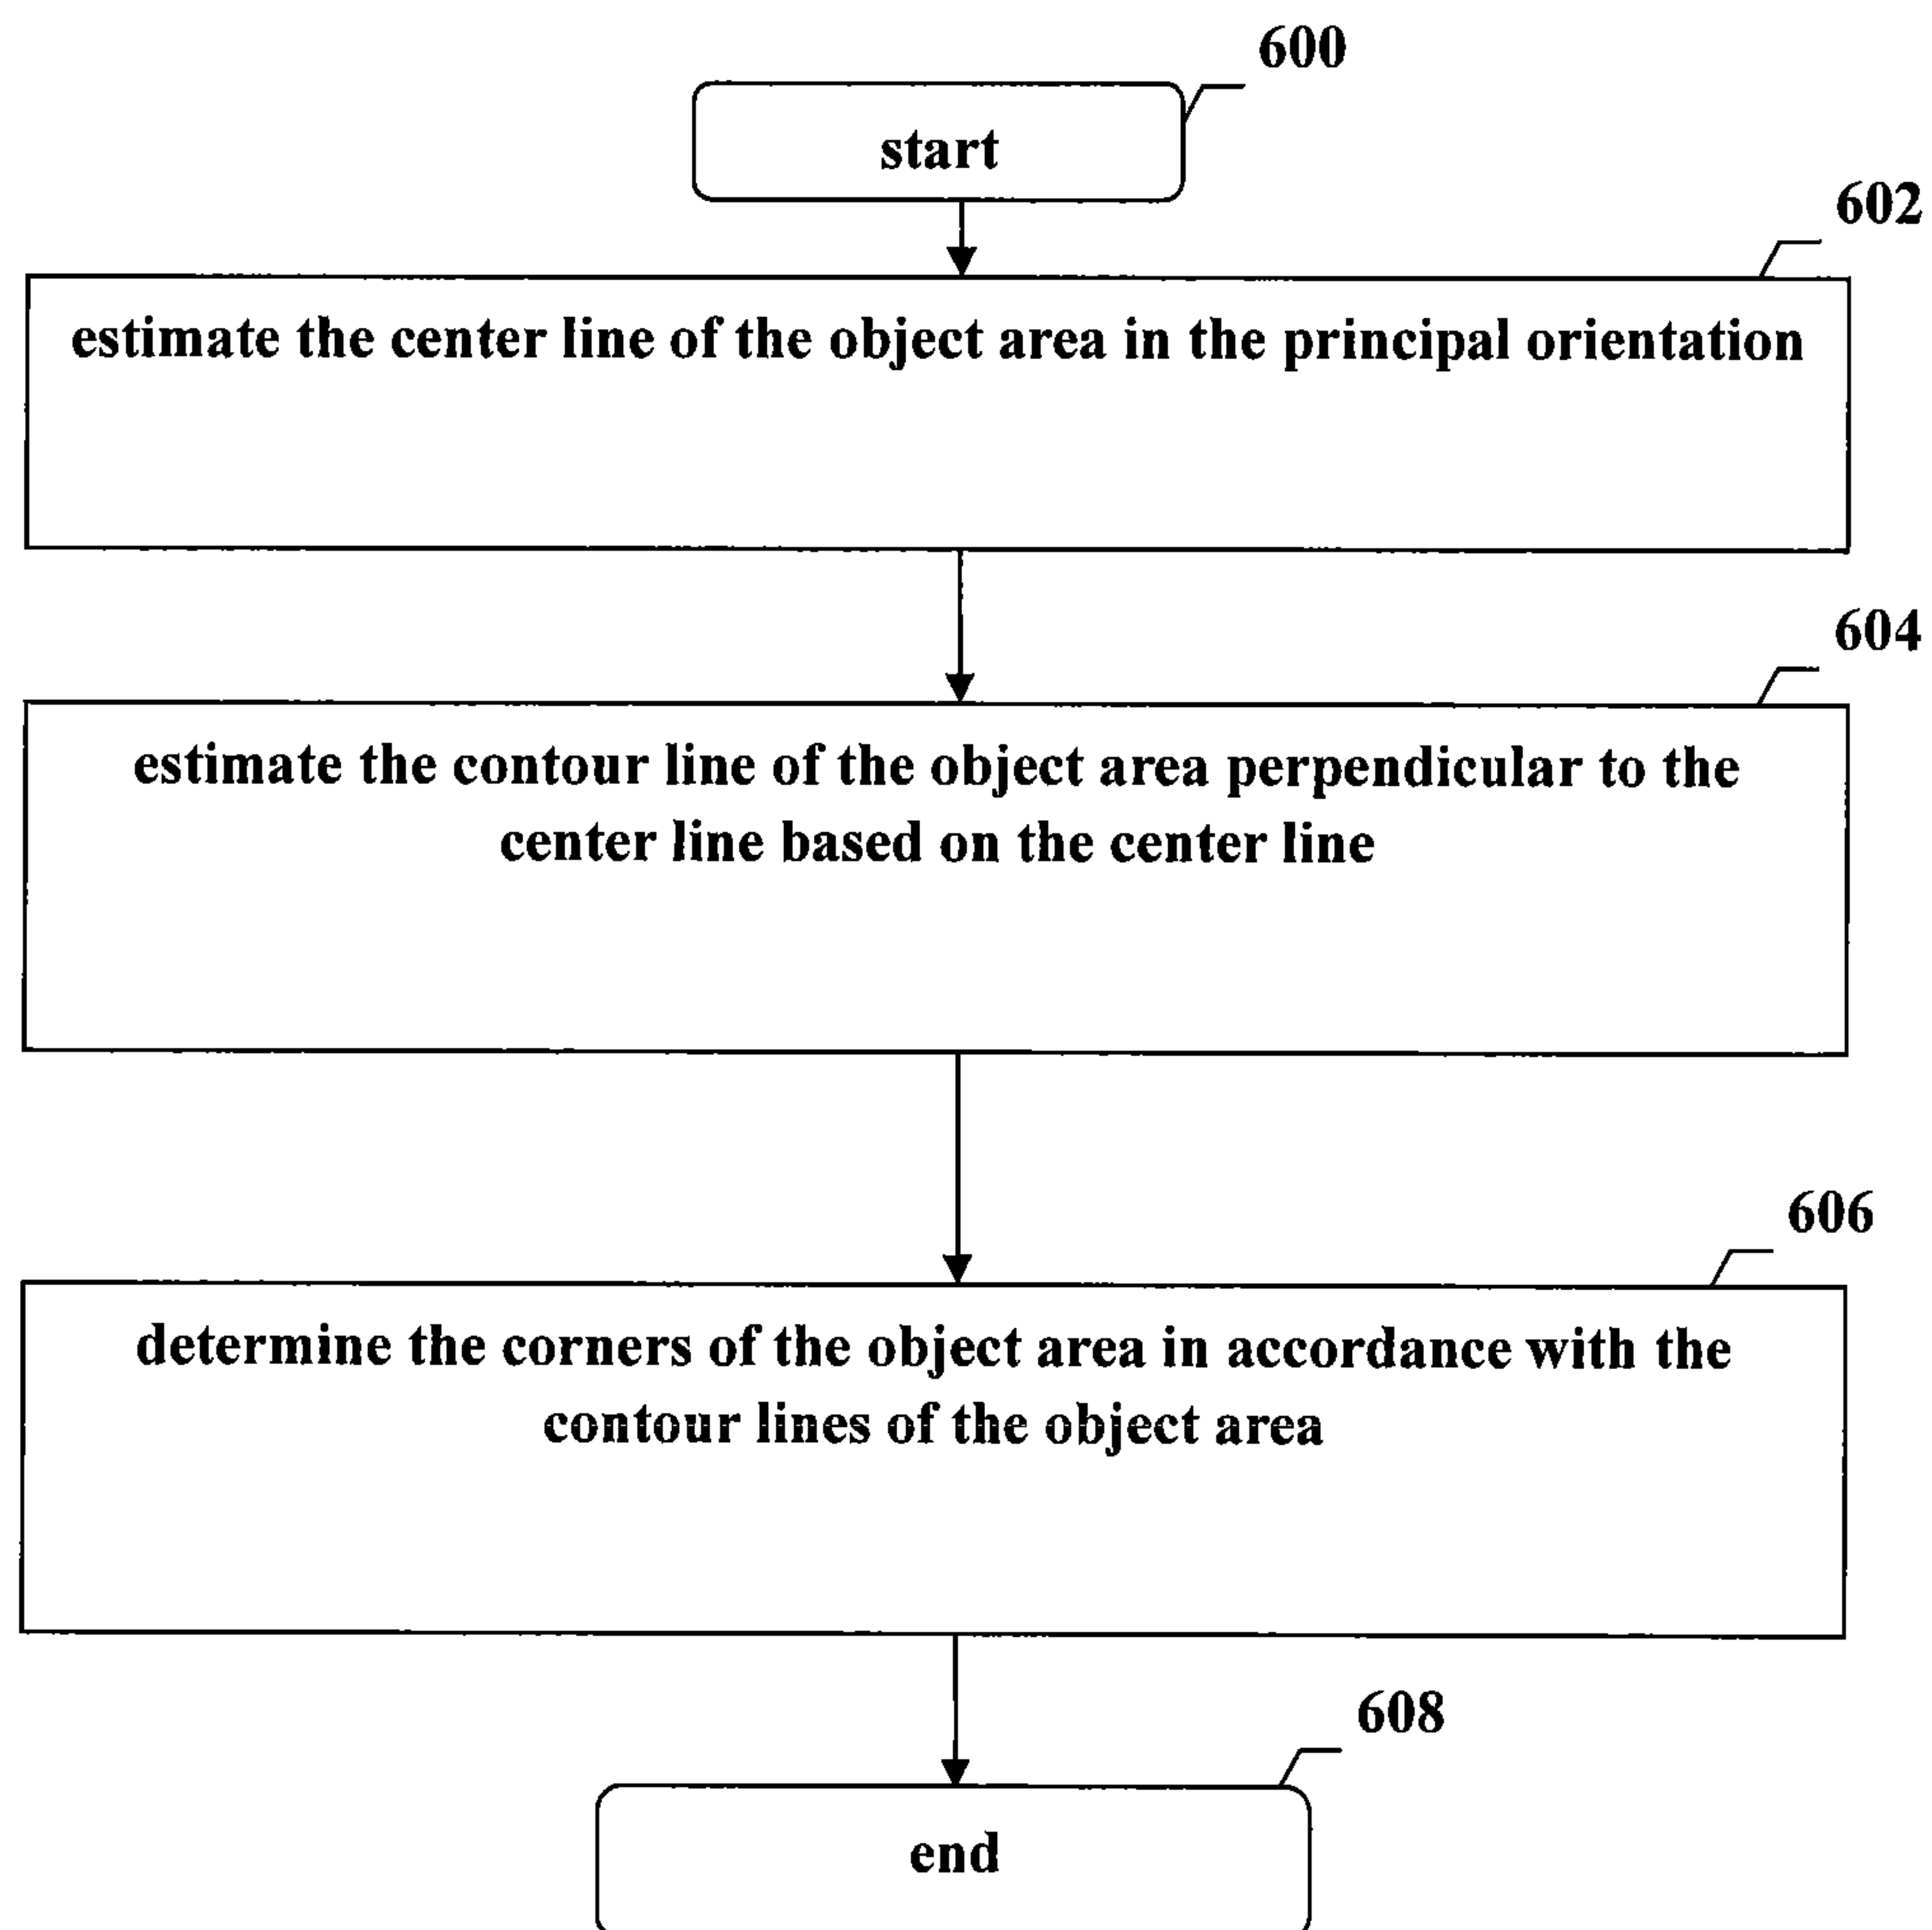 600
start
602
estimate the center line of the object area in the principal orientation
604
estimate the contour line of the object area perpendicular to the
center line based on the center line
606
determine the corners of the object area in accordance with the
contour lines of the object area
608
end